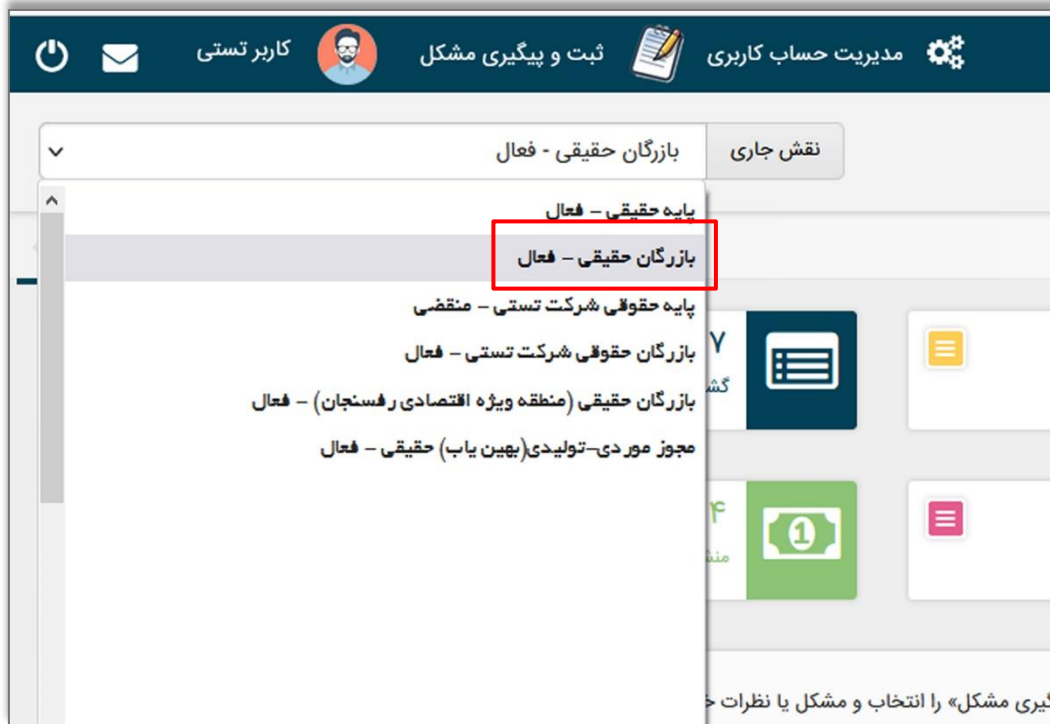 مدیریت حساب کاربری
ثبت و پیگیری مشکل
کاربر تستی
نقش جاری
بازرگان حقیقی - فعال
پایه حقیقی – فعال
بازرگان حقیقی – فعال
پایه حقوقی شرکت تستی – منقضی
بازرگان حقوقی شرکت تستی – فعال
بازرگان حقیقی (منطقه ویژه اقتصادی رفسنجان) – فعال
مجوز موردی-تولیدی(بهین یاب) حقیقی – فعال
۷
۴
1
مشکل» را انتخاب و مشکل یا نظرات